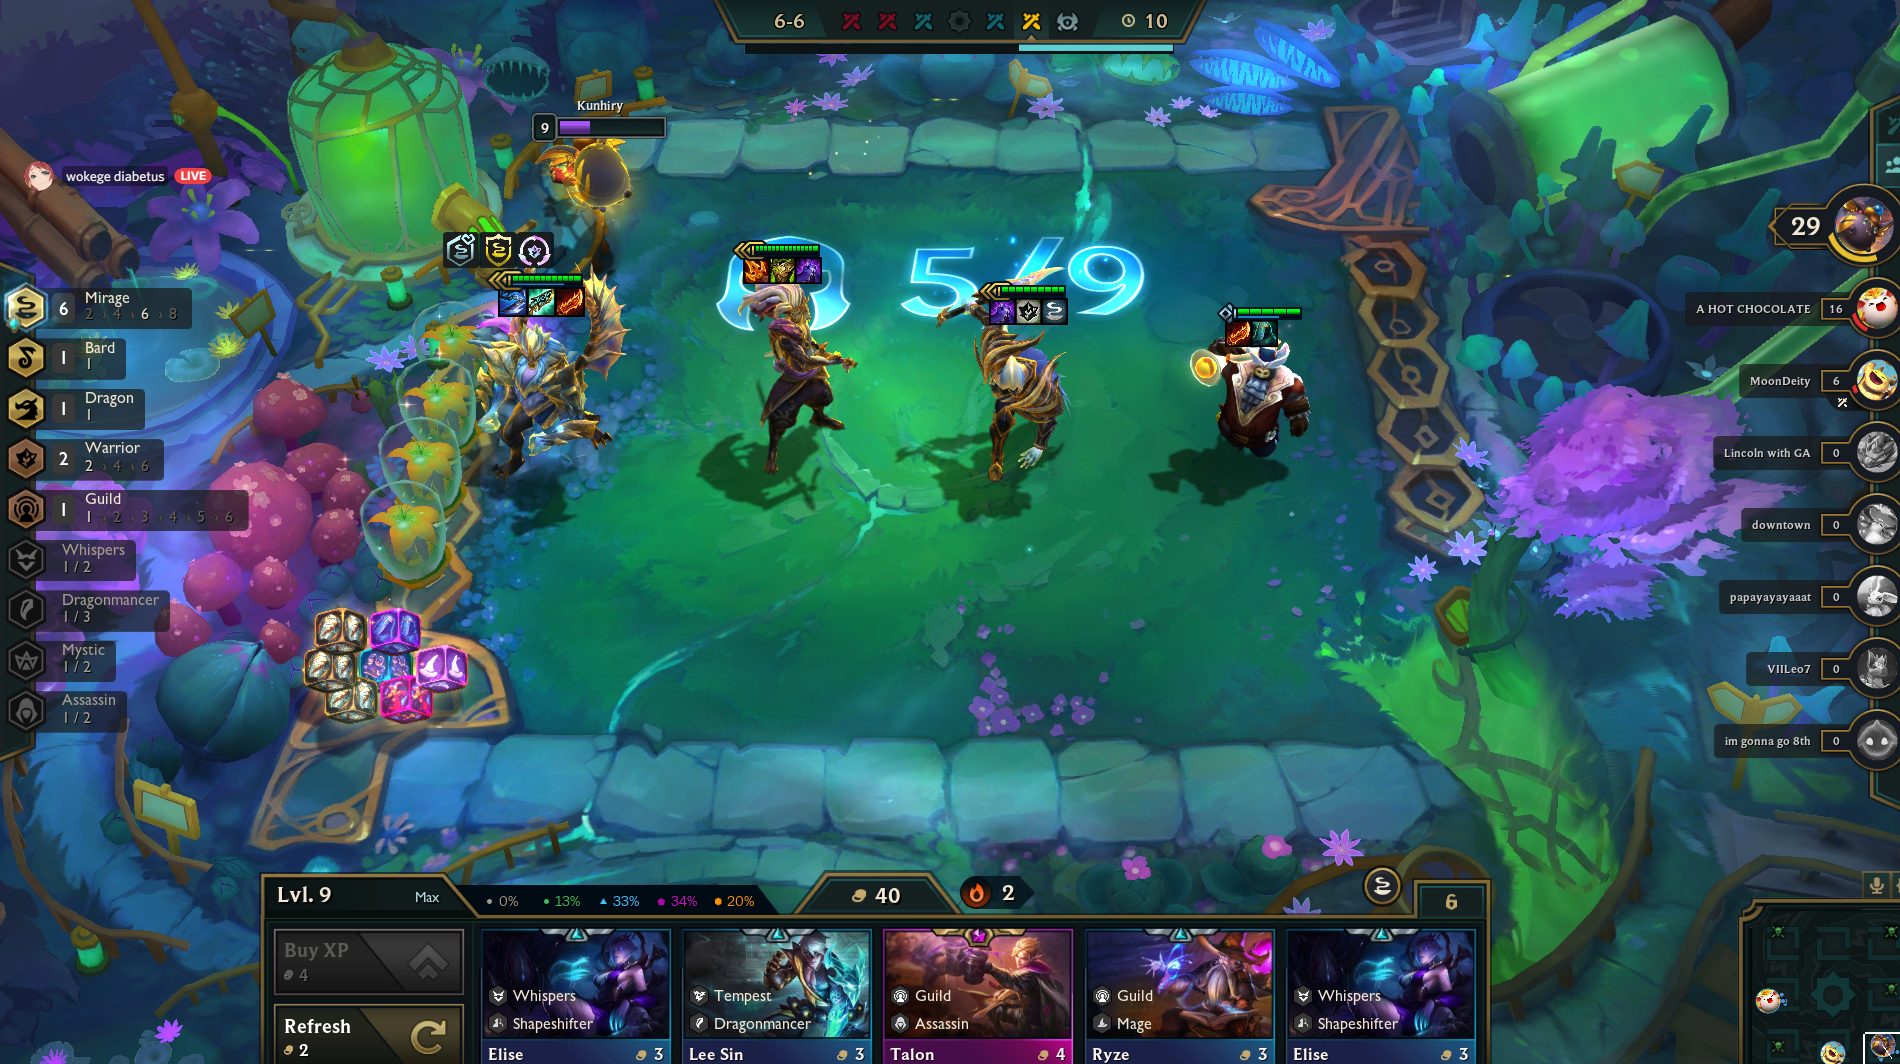 6-6
10
Kunhiry
9
wokege diabetus LIVE
5/9
29
Mirage
6
2 › 4 › 6 › 8
Bard
1
1
Dragon
1
1
Warrior
2
2 › 4 › 6
Guild
1
1 › 2 › 3 › 4 › 5 › 6
Whispers
1 / 2
Dragonmancer
1 / 3
Mystic
1 / 2
Assassin
1 / 2
A HOT CHOCOLATE 16
MoonDeity 6
Lincoln with GA 0
downtown 0
papayayayaaat 0
VIILeo7 0
im gonna go 8th 0
Lvl. 9 Max
0% 13% 33% 34% 20%
40
2
6
Buy XP
4
Refresh
2
Whispers
Shapeshifter
Elise 3
Tempest
Dragonmancer
Lee Sin 3
Guild
Assassin
Talon 4
Guild
Mage
Ryze 3
Whispers
Shapeshifter
Elise 3